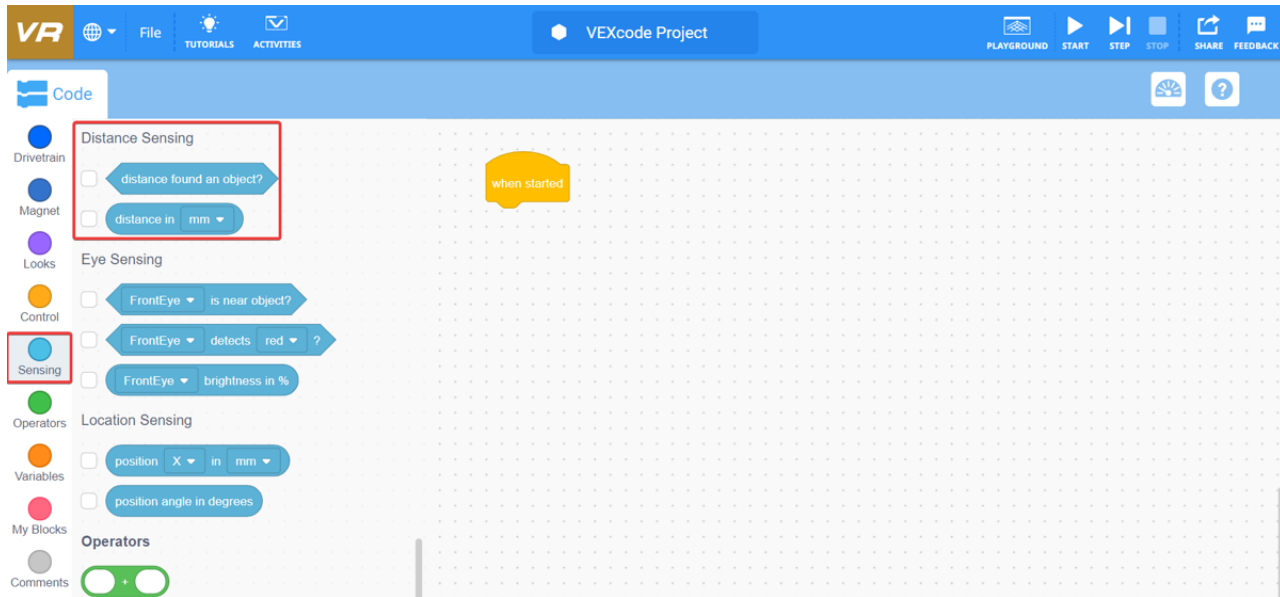 VR
File
TUTORIALS
ACTIVITIES
VEXcode Project
PLAYGROUND
START
STEP
STOP
SHARE
FEEDBACK
Code
?
Drivetrain
Magnet
Looks
Control
Sensing
Operators
Variables
My Blocks
Comments
Distance Sensing
distance found an object?
distance in mm
Eye Sensing
FrontEye is near object?
FrontEye detects red ?
FrontEye brightness in %
Location Sensing
position X in mm
position angle in degrees
Operators
+
when started